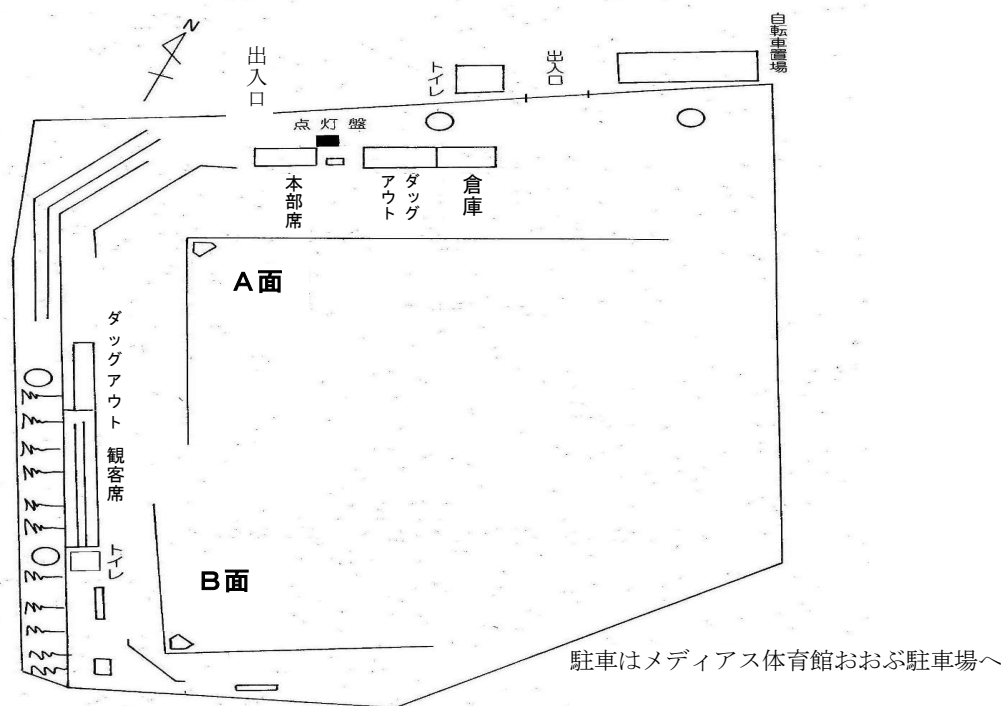 N
出入口
トイレ
出入口
自転車置場
点灯盤
本部席
ダッグ
アウト
倉庫
A面
ダッグアウト
観客席
トイレ
B面
駐車はメディアス体育館おおぶ駐車場へ